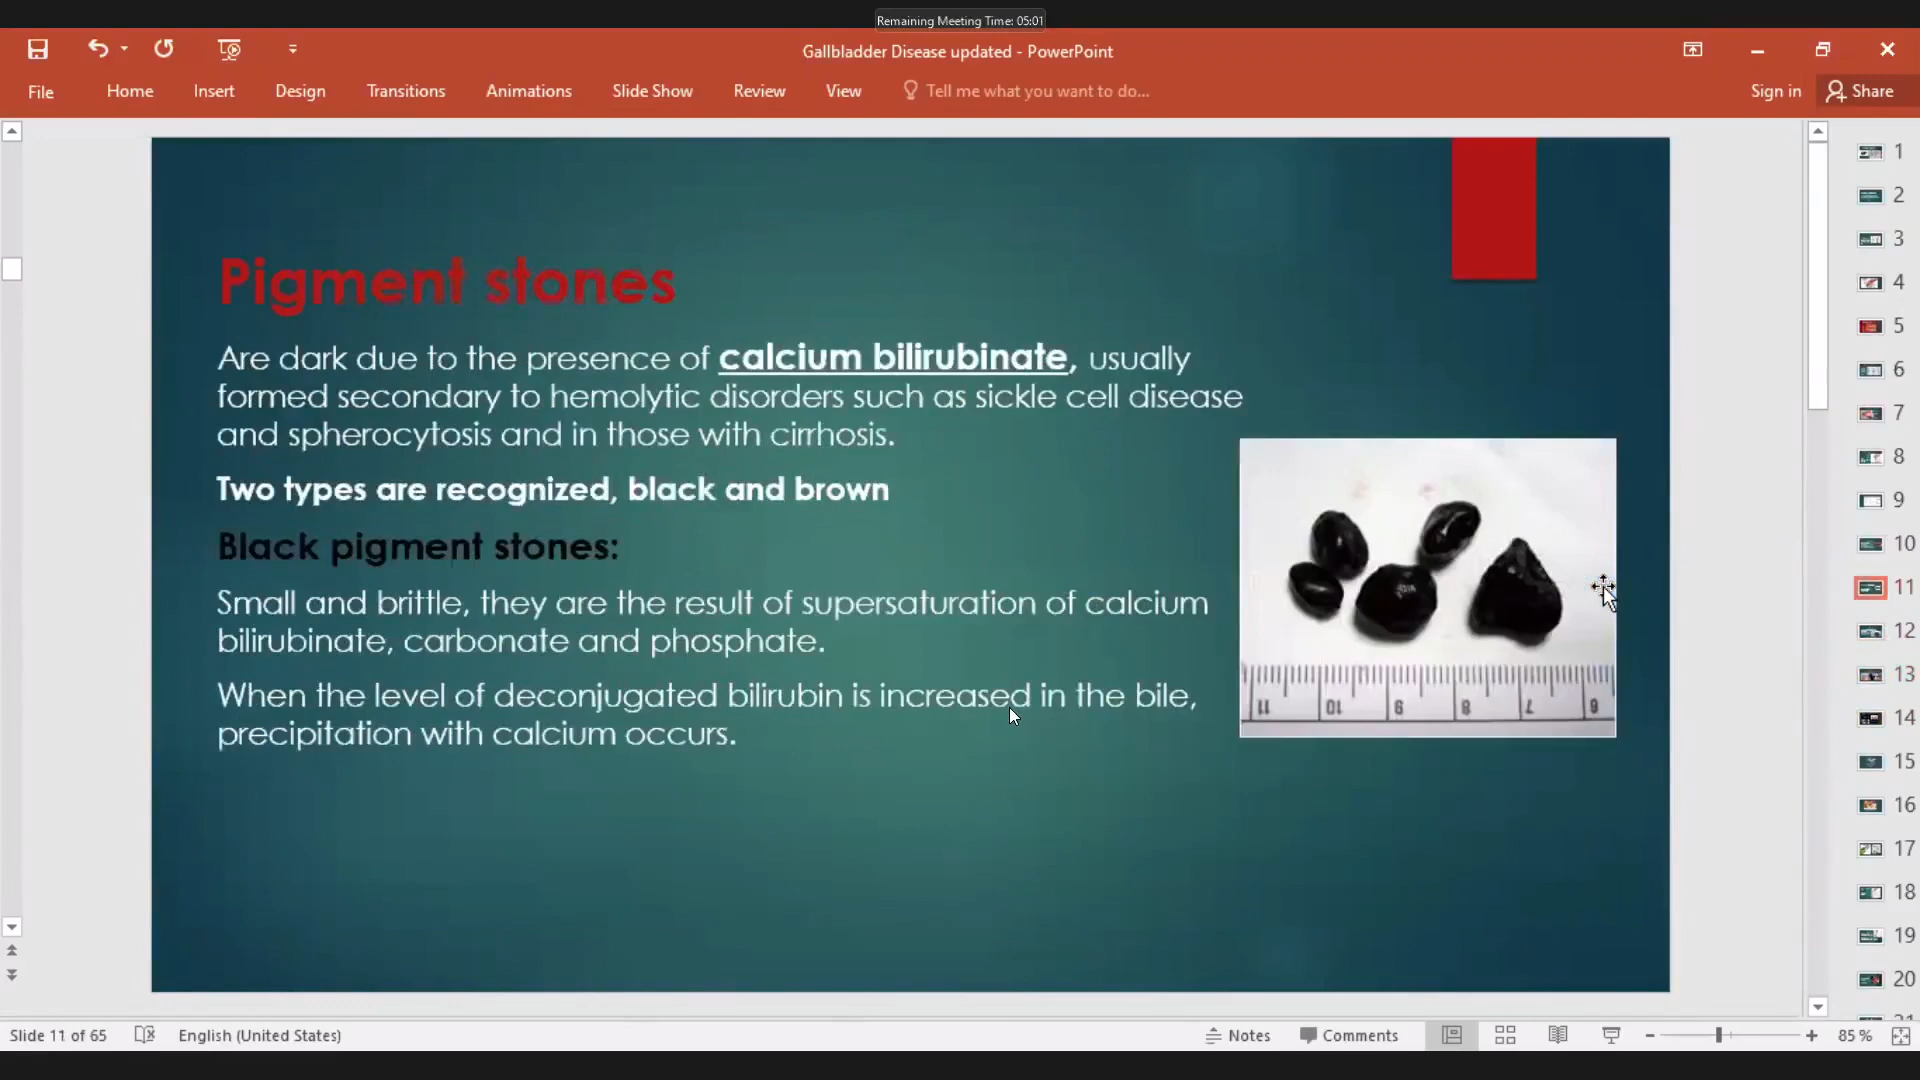 Remaining Meeting Time: 05:01
Gallbladder Disease updated - PowerPoint
File Home Insert Design Transitions Animations Slide Show Review View Tell me what you want to do... Sign in Share
Pigment stones
Are dark due to the presence of calcium bilirubinate, usually
formed secondary to hemolytic disorders such as sickle cell disease
and spherocytosis and in those with cirrhosis.
Two types are recognized, black and brown
Black pigment stones:
Small and brittle, they are the result of supersaturation of calcium
bilirubinate, carbonate and phosphate.
When the level of deconjugated bilirubin is increased in the bile,
precipitation with calcium occurs.
11 10 9 8 7 6
1
2
3
4
5
6
7
8
9
10
11
12
13
14
15
16
17
18
19
20
Slide 11 of 65 English (United States) Notes Comments 85 %